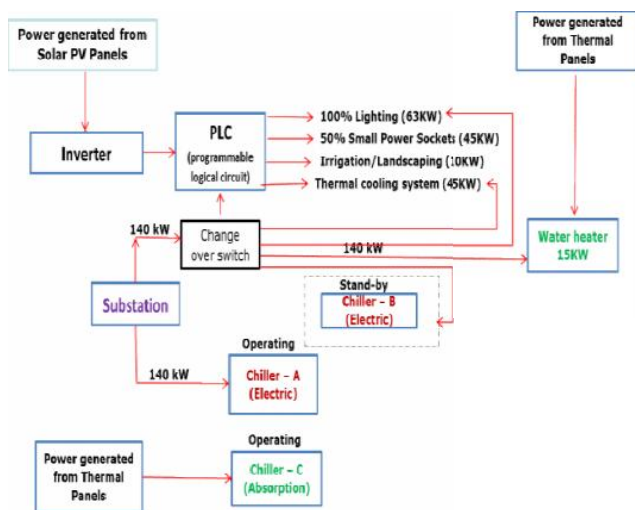 Power generated from
Solar PV Panels
Power generated
from Thermal
Panels
Inverter
PLC
(programmable
logical circuit)
100% Lighting (63KW)
50% Small Power Sockets (45KW)
Irrigation/Landscaping (10KW)
Thermal cooling system (45KW)
140 kW
Change
over switch
140 kW
Water heater
15KW
Substation
Stand-by
Chiller - B
(Electric)
140 kW
Operating
Chiller - A
(Electric)
Power generated
from Thermal
Panels
Operating
Chiller - C
(Absorption)